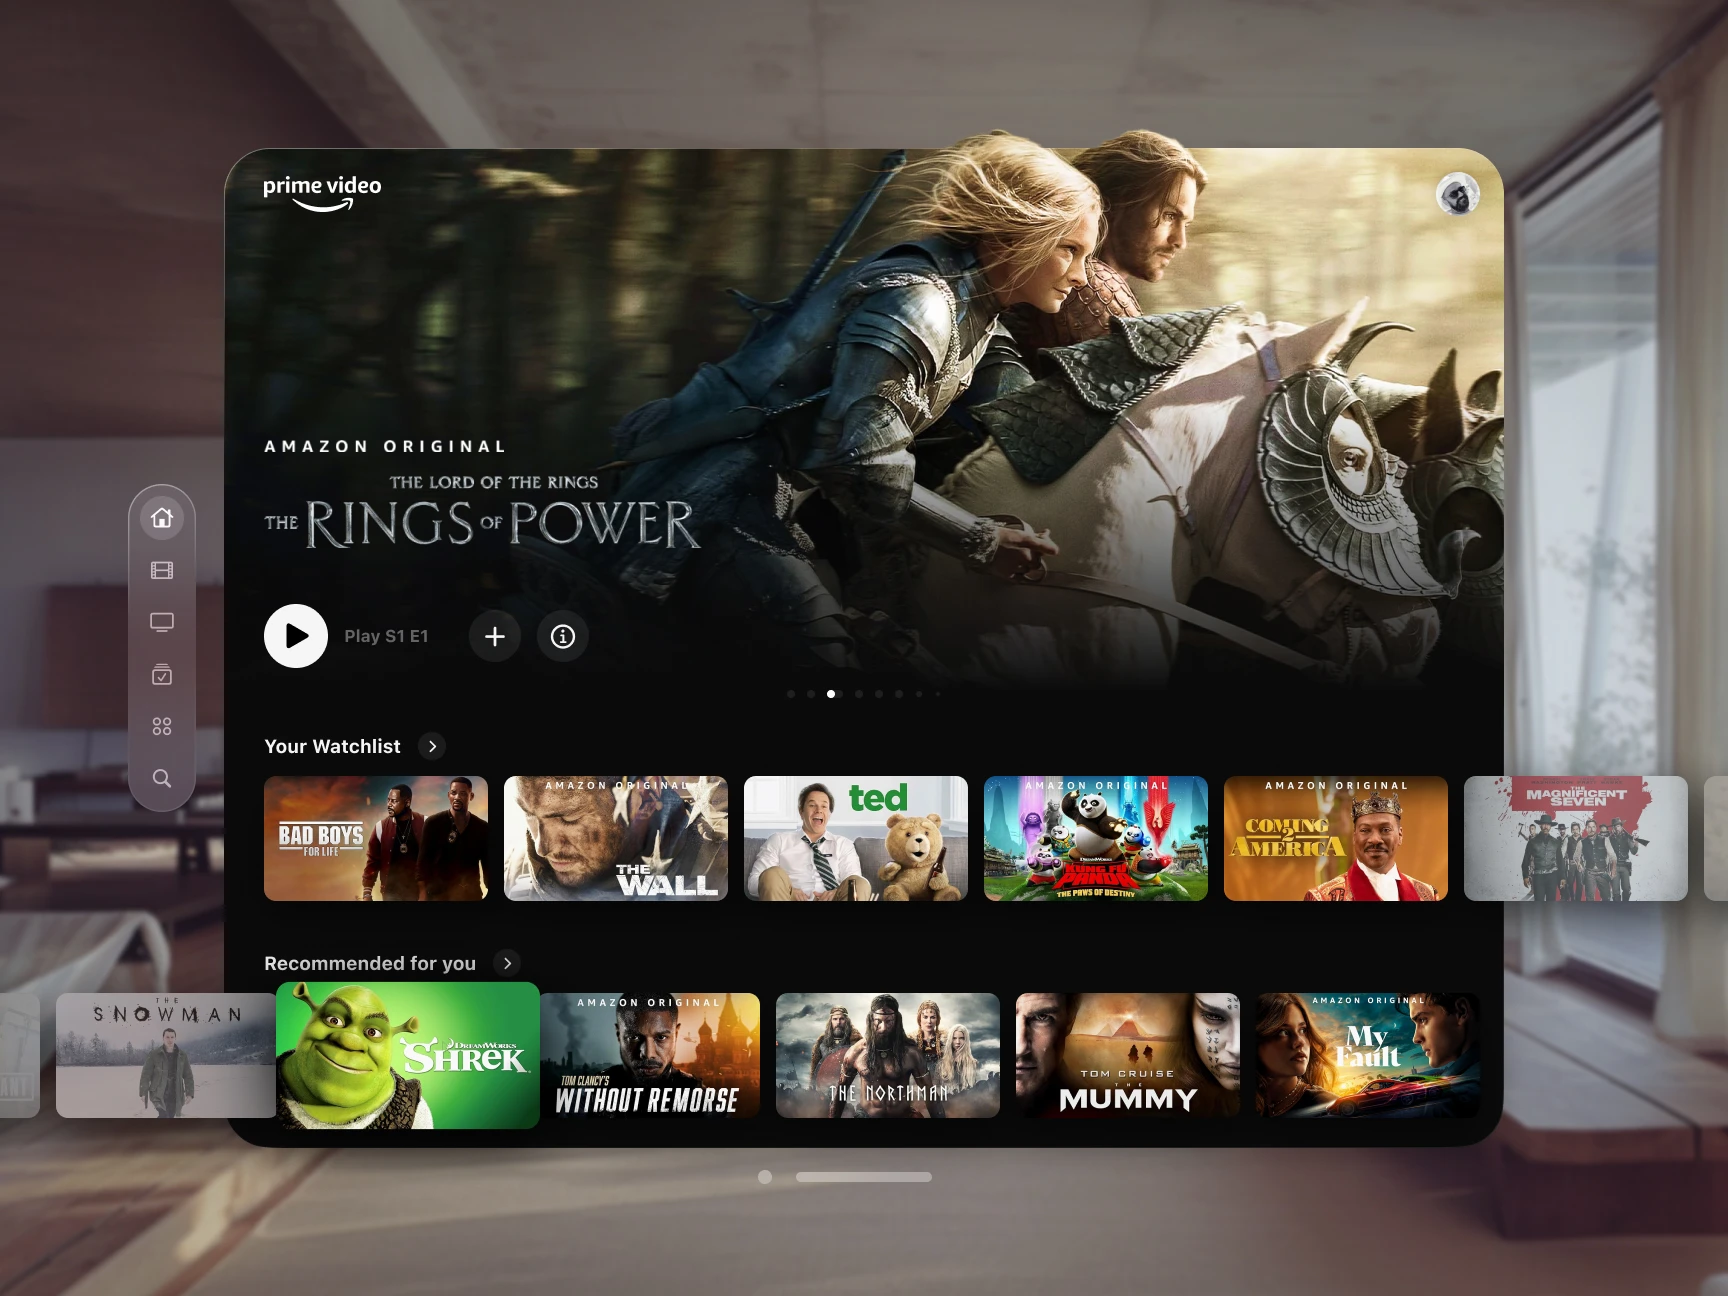 prime video
AMAZON ORIGINAL
THE LORD OF THE RINGS
THE RINGS OF POWER
Play S1 E1
Your Watchlist
BAD BOYS
FOR LIFE
AMAZON ORIGINAL
THE
WALL
ted
AMAZON ORIGINAL
DREAMWORKS
KUNG FU
PANDA
THE PAWS OF DESTINY
AMAZON ORIGINAL
COMING
2
AMERICA
THE
MAGNIFICENT
SEVEN
Recommended for you
THE
SNOWMAN
DREAMWORKS
SHREK
AMAZON ORIGINAL
TOM CLANCY'S
WITHOUT REMORSE
THE NORTHMAN
TOM CRUISE
THE
MUMMY
AMAZON ORIGINAL
My
Fault